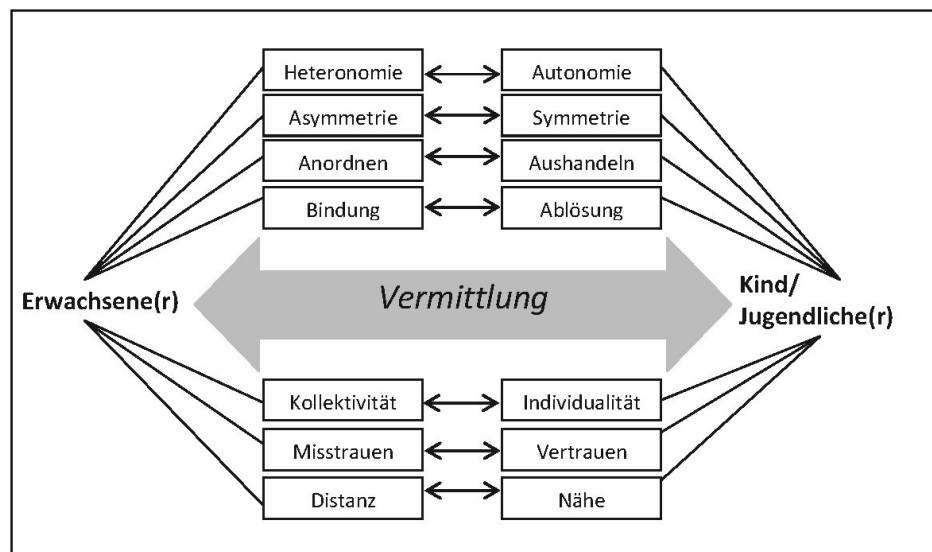 Heteronomie
Autonomie
Asymmetrie
Symmetrie
Anordnen
Aushandeln
Bindung
Ablösung
Erwachsene(r)
Vermittlung
Kind/
Jugendliche(r)
Kollektivität
Individualität
Misstrauen
Vertrauen
Distanz
Nähe